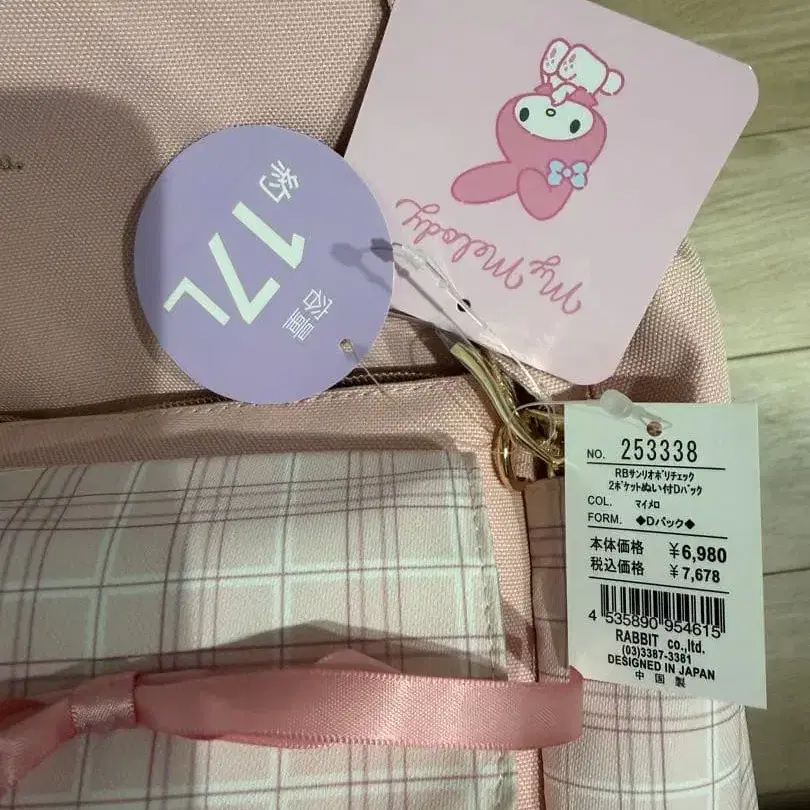 容量
約17L
My Melody
NO. 253338
RBサンリオポリチェック
2ポケットぬい付Dパック
COL. マイメロ
FORM. ◆Dパック◆
本体価格 ¥6,980
税込価格 ¥7,678
4 535890 954615
RABBIT co.,ltd.
(03)3387-3381
DESIGNED IN JAPAN
中国製